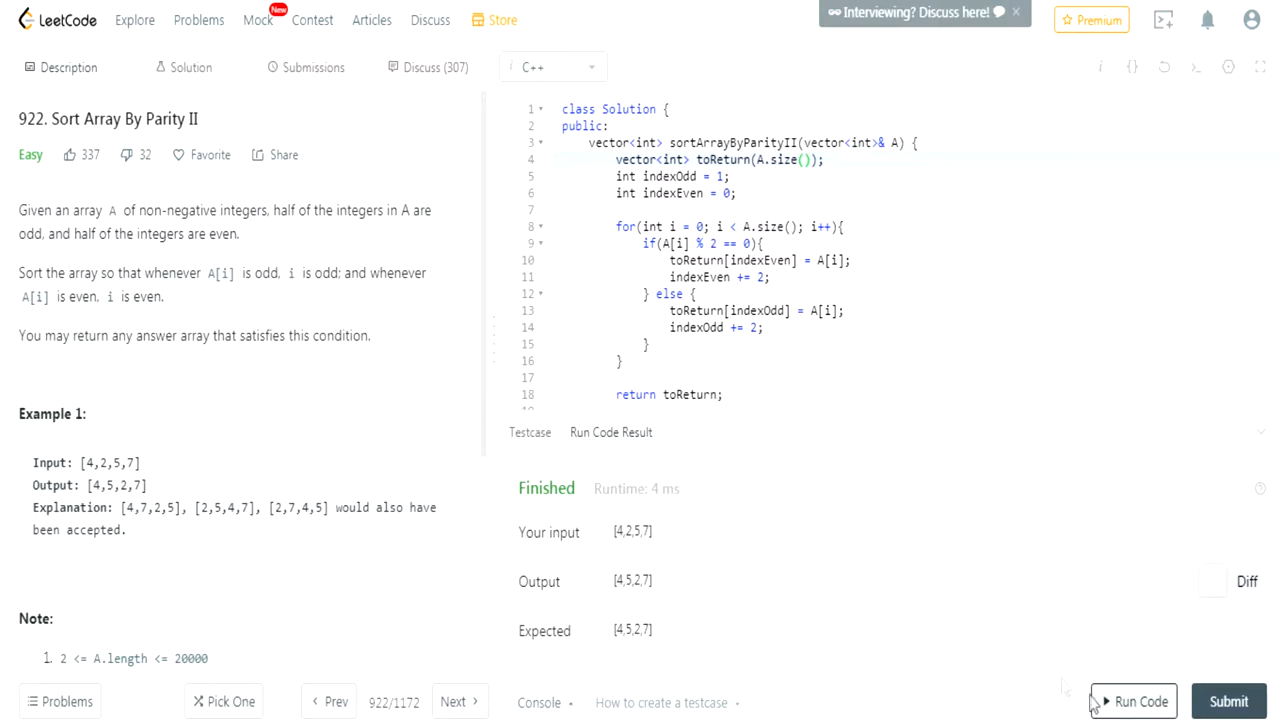 LeetCode Explore Problems Mock New Contest Articles Discuss Store Interviewing? Discuss here! Premium
Description Solution Submissions Discuss (307)
922. Sort Array By Parity II
Easy 337 32 Favorite Share
Given an array A of non-negative integers, half of the integers in A are
odd, and half of the integers are even.
Sort the array so that whenever A[i] is odd, i is odd; and whenever
A[i] is even, i is even.
You may return any answer array that satisfies this condition.
Example 1:
Input: [4,2,5,7]
Output: [4,5,2,7]
Explanation: [4,7,2,5], [2,5,4,7], [2,7,4,5] would also have
been accepted.
Note:
1. 2 <= A.length <= 20000
Problems Pick One Prev 922/1172 Next
i C++
1 class Solution {
2 public:
3 vector<int> sortArrayByParityII(vector<int>& A) {
4 vector<int> toReturn(A.size());
5 int indexOdd = 1;
6 int indexEven = 0;
7
8 for(int i = 0; i < A.size(); i++){
9 if(A[i] % 2 == 0){
10 toReturn[indexEven] = A[i];
11 indexEven += 2;
12 } else {
13 toReturn[indexOdd] = A[i];
14 indexOdd += 2;
15 }
16 }
17
18 return toReturn;
Testcase Run Code Result
Finished Runtime: 4 ms
Your input [4,2,5,7]
Output [4,5,2,7]
Diff
Expected [4,5,2,7]
Console How to create a testcase Run Code Submit